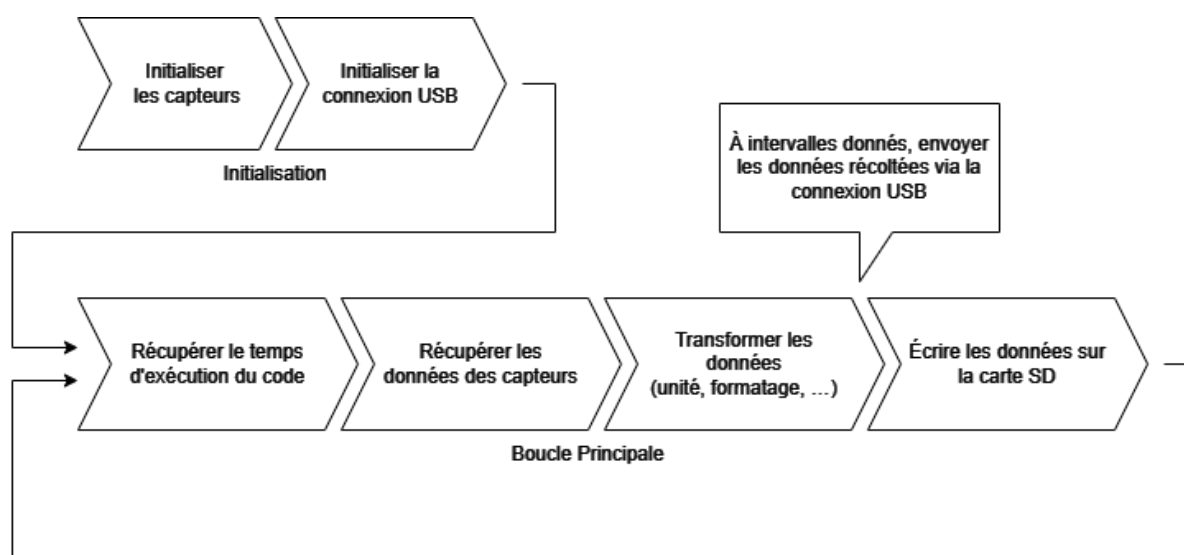 Initialiser
les capteurs
Initialiser la
connexion USB
Initialisation
À intervalles donnés, envoyer
les données récoltées via la
connexion USB
Récupérer le temps
d'exécution du code
Récupérer les
données des capteurs
Transformer les
données
(unité, formatage, …)
Écrire les données sur
la carte SD
Boucle Principale